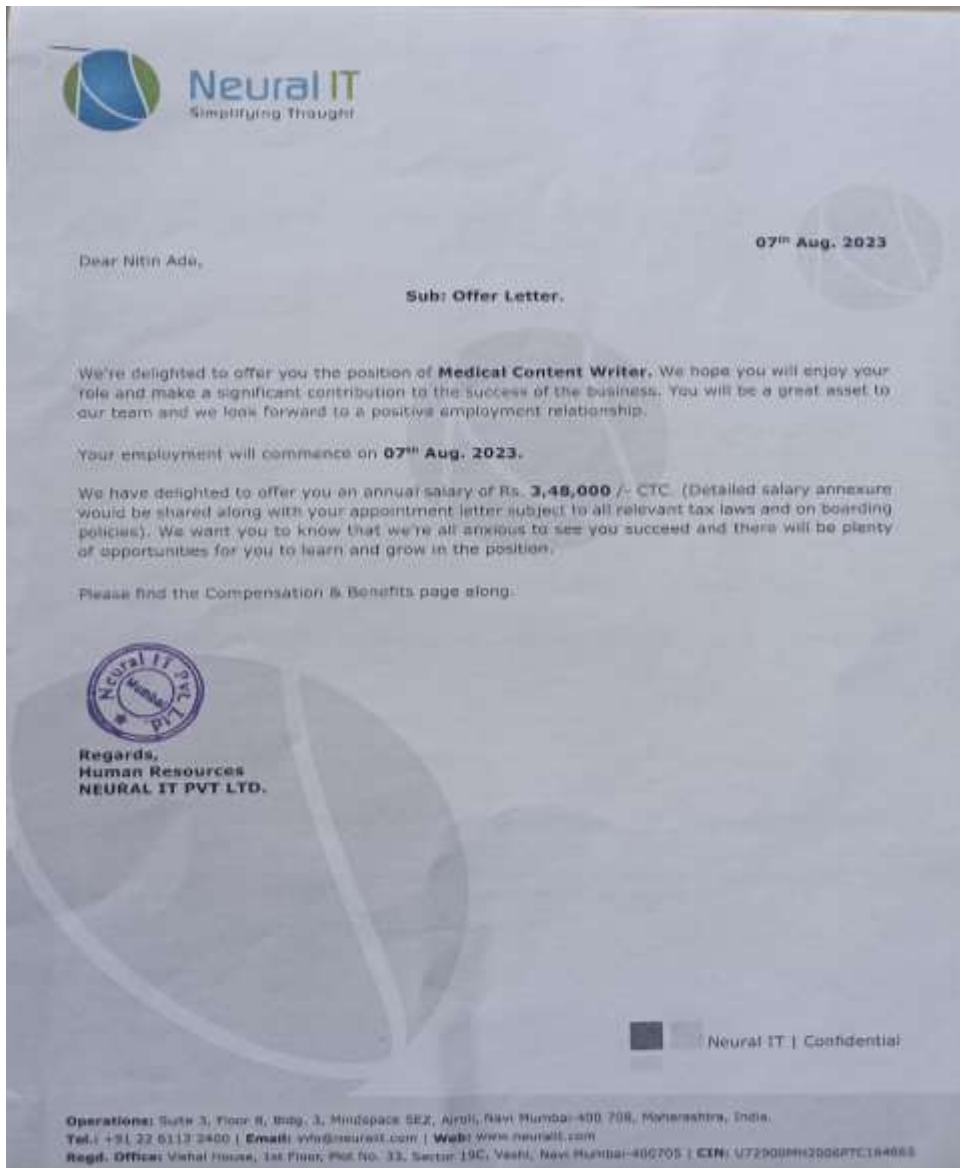 Neural IT
Simplifying Thought
07th Aug. 2023
Dear Nitin Ade,
Sub: Offer Letter.
We're delighted to offer you the position of Medical Content Writer. We hope you will enjoy your
role and make a significant contribution to the success of the business. You will be a great asset to
our team and we look forward to a positive employment relationship.
Your employment will commence on 07th Aug. 2023.
We have delighted to offer you an annual salary of Rs. 3,48,000 /- CTC. (Detailed salary annexure
would be shared along with your appointment letter subject to all relevant tax laws and on boarding
policies). We want you to know that we're all anxious to see you succeed and there will be plenty
of opportunities for you to learn and grow in the position.
Please find the Compensation & Benefits page along.
Neural IT Pvt Ltd
Mumbai
Regards,
Human Resources
NEURAL IT PVT LTD.
Neural IT | Confidential
Operations: Suite 3, Floor 8, Bldg. 3, Mindspace SEZ, Airoli, Navi Mumbai-400 708, Maharashtra, India.
Tel.: +91 22 6113 2400 | Email: info@neuralit.com | Web: www.neuralit.com
Regd. Office: Vishal House, 1st Floor, Plot No. 33, Sector 19C, Vashi, Navi Mumbai-400705 | CIN: